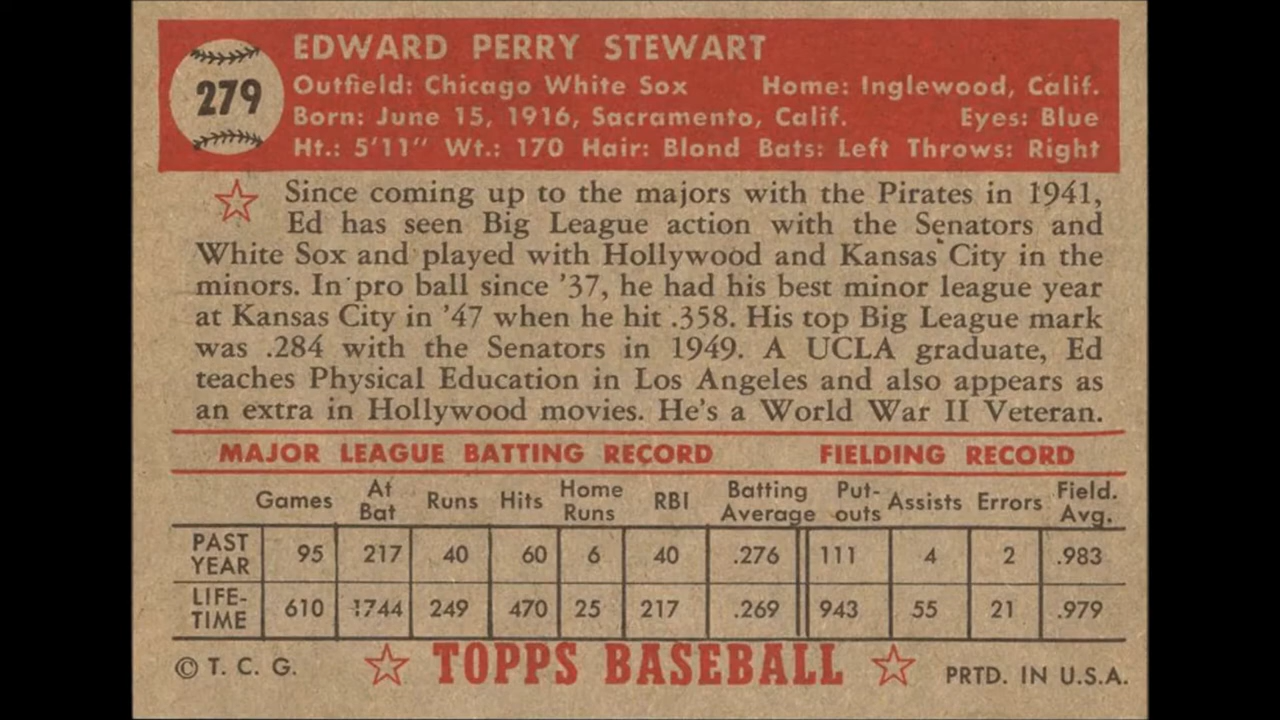 279
EDWARD PERRY STEWART
Outfield: Chicago White Sox Home: Inglewood, Calif.
Born: June 15, 1916, Sacramento, Calif. Eyes: Blue
Ht.: 5'11" Wt.: 170 Hair: Blond Bats: Left Throws: Right
Since coming up to the majors with the Pirates in 1941,
Ed has seen Big League action with the Senators and
White Sox and played with Hollywood and Kansas City in the
minors. In pro ball since '37, he had his best minor league year
at Kansas City in '47 when he hit .358. His top Big League mark
was .284 with the Senators in 1949. A UCLA graduate, Ed
teaches Physical Education in Los Angeles and also appears as
an extra in Hollywood movies. He's a World War II Veteran.
MAJOR LEAGUE BATTING RECORD FIELDING RECORD
Games At Bat Runs Hits Home Runs RBI Batting Average Put-outs Assists Errors Field. Avg.
PAST YEAR 95 217 40 60 6 40 .276 111 4 2 .983
LIFE-TIME 610 1744 249 470 25 217 .269 943 55 21 .979
© T. C. G. TOPPS BASEBALL PRTD. IN U.S.A.